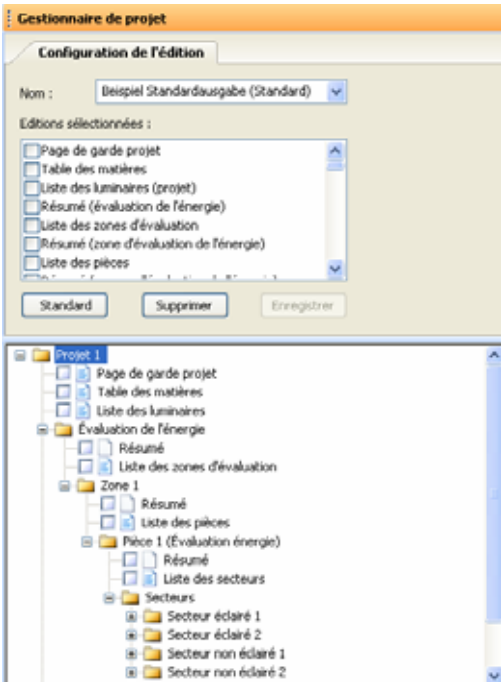 Gestionnaire de projet
Configuration de l'édition
Nom :
Beispiel Standardausgabe (Standard)
Editions sélectionnées :
Page de garde projet
Table des matières
Liste des luminaires (projet)
Résumé (évaluation de l'énergie)
Liste des zones d'évaluation
Résumé (zone d'évaluation de l'énergie)
Liste des pièces
Standard
Supprimer
Enregistrer
Projet 1
Page de garde projet
Table des matières
Liste des luminaires
Évaluation de l'énergie
Résumé
Liste des zones d'évaluation
Zone 1
Résumé
Liste des pièces
Pièce 1 (Évaluation énergie)
Résumé
Liste des secteurs
Secteurs
Secteur éclairé 1
Secteur éclairé 2
Secteur non éclairé 1
Secteur non éclairé 2